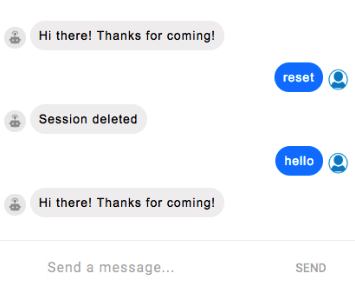 Hi there! Thanks for coming!
reset
Session deleted
hello
Hi there! Thanks for coming!
Send a message... SEND